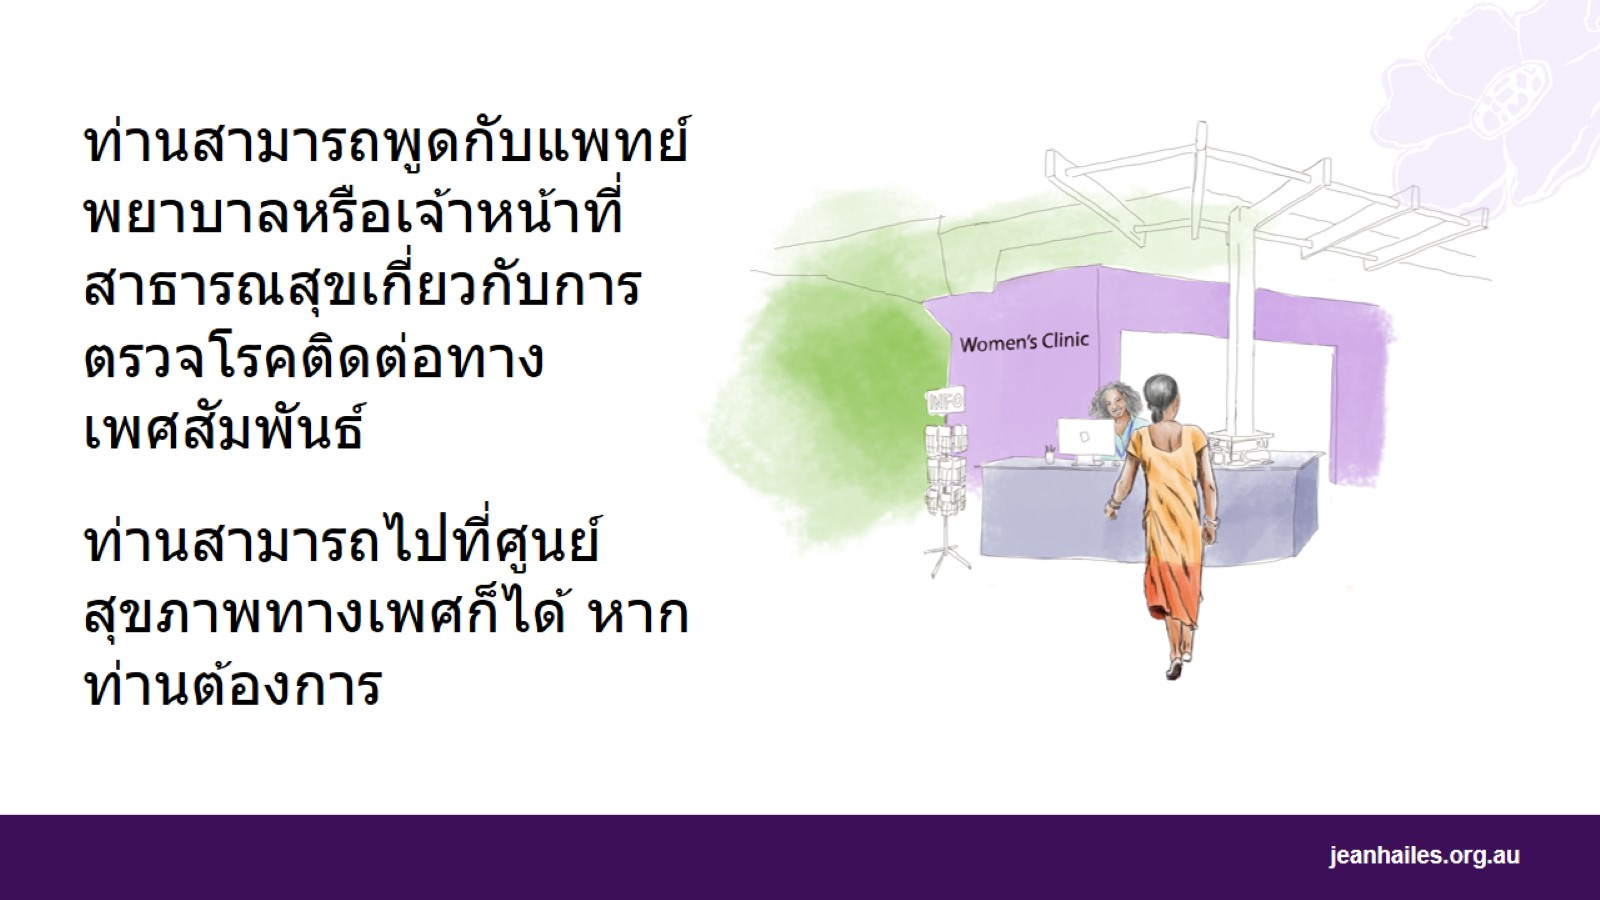 ท่านสามารถพูดกับแพทย์
พยาบาลหรือเจ้าหน้าที่
สาธารณสุขเกี่ยวกับการ
ตรวจโรคติดต่อทาง
เพศสัมพันธ์
ท่านสามารถไปที่ศูนย์
สุขภาพทางเพศก็ได้ หาก
ท่านต้องการ
Women's Clinic
INFO
jeanhailes.org.au